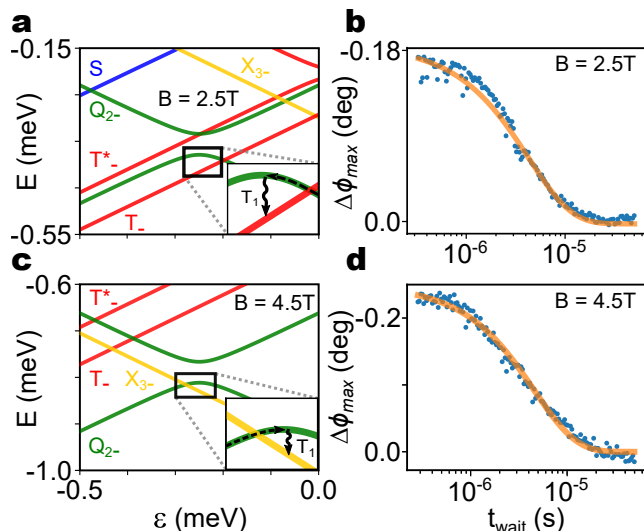 a
-0.15
E (meV)
-0.55
S
X₃-
Q₂-
B = 2.5T
T*-
T-
T₁
b
-0.18
Δϕmax (deg)
0.0
B = 2.5T
10⁻⁶
10⁻⁵
c
-0.6
E (meV)
-1.0
T*-
B = 4.5T
T-
X₃-
Q₂-
T₁
-0.5
0.0
ε (meV)
d
-0.2
Δϕmax (deg)
0.0
B = 4.5T
10⁻⁶
10⁻⁵
twait (s)